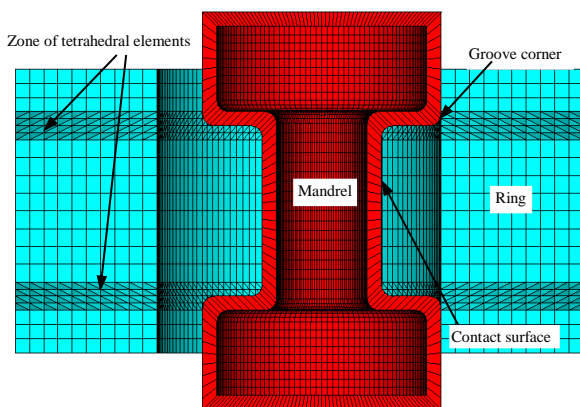 Zone of tetrahedral elements
Groove corner
Mandrel
Ring
Contact surface